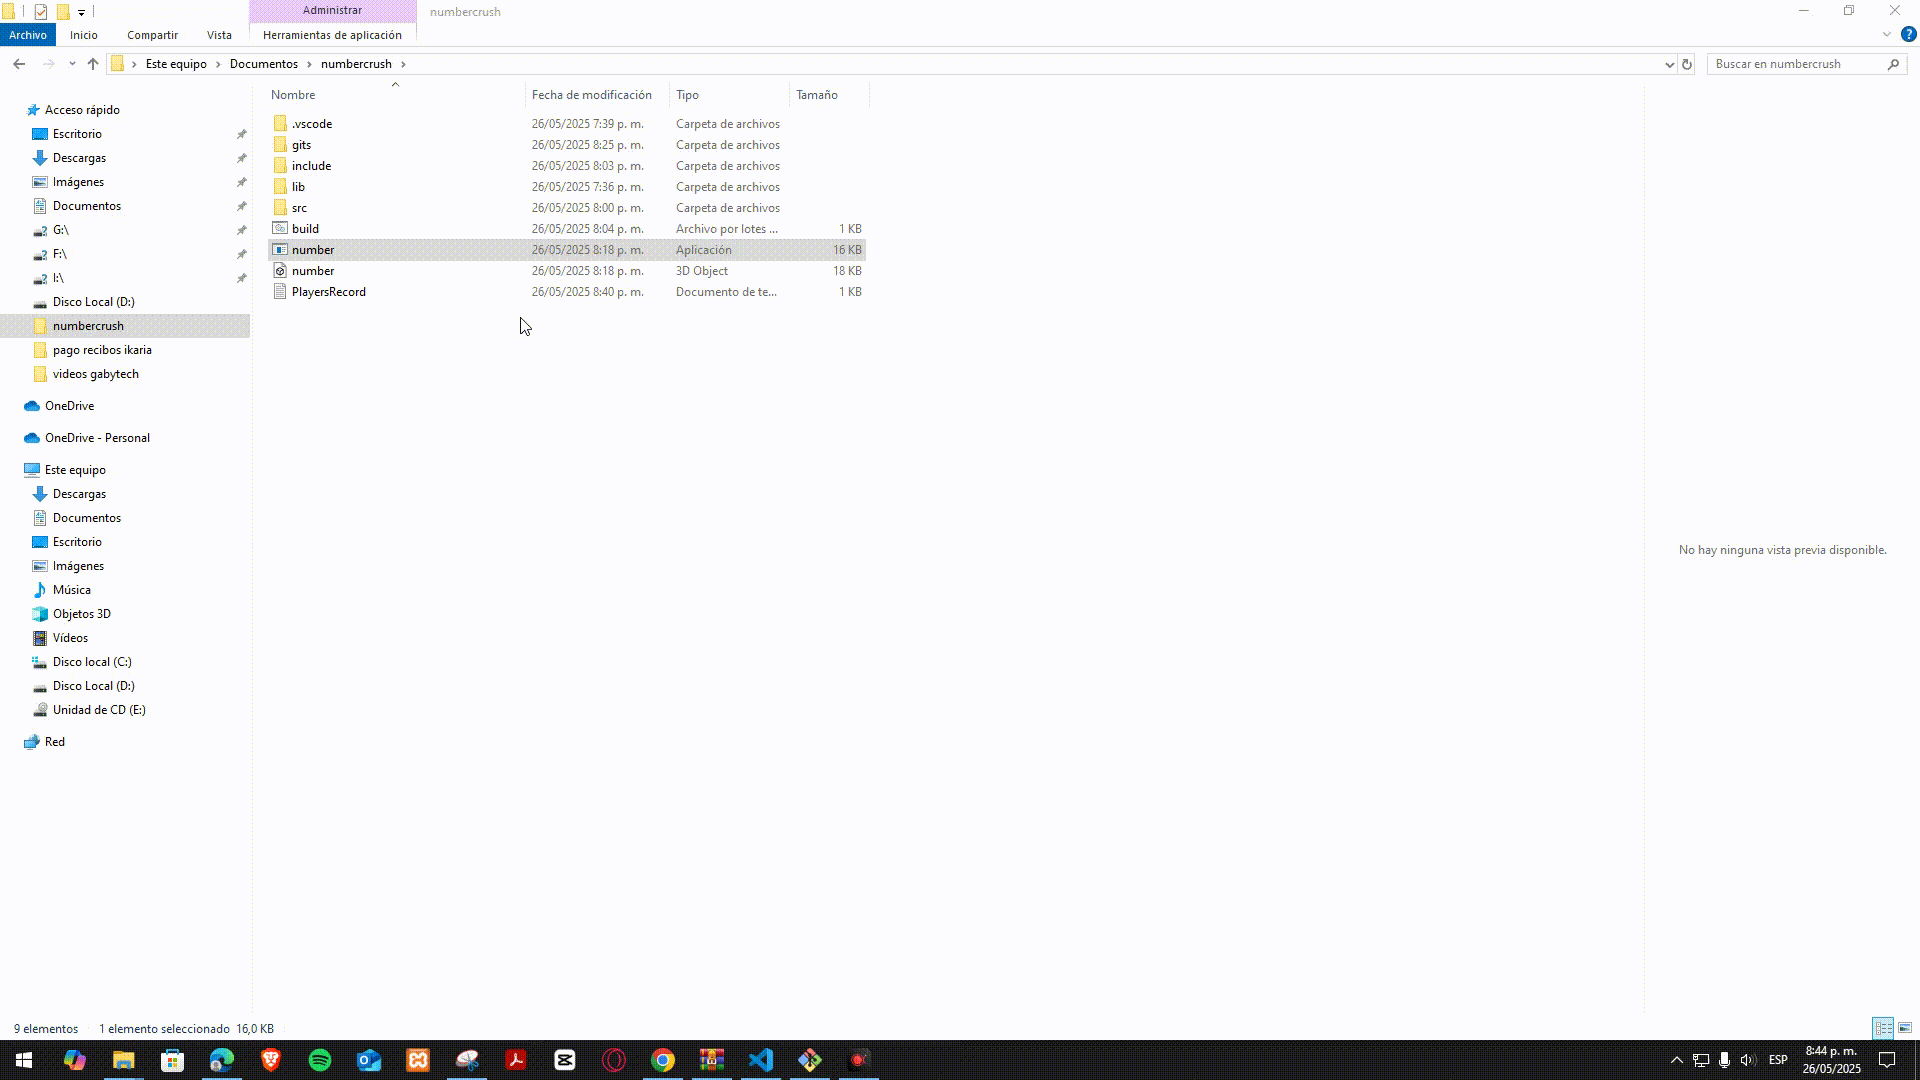 Administrar
numbercrush
Archivo
Inicio
Compartir
Vista
Herramientas de aplicación
Este equipo
Documentos
numbercrush
Buscar en numbercrush
Nombre
Fecha de modificación
Tipo
Tamaño
.vscode 26/05/2025 7:39 p. m. Carpeta de archivos
gits 26/05/2025 8:25 p. m. Carpeta de archivos
include 26/05/2025 8:03 p. m. Carpeta de archivos
lib 26/05/2025 7:36 p. m. Carpeta de archivos
src 26/05/2025 8:00 p. m. Carpeta de archivos
build 26/05/2025 8:04 p. m. Archivo por lotes ... 1 KB
number 26/05/2025 8:18 p. m. Aplicación 16 KB
number 26/05/2025 8:18 p. m. 3D Object 18 KB
PlayersRecord 26/05/2025 8:40 p. m. Documento de te... 1 KB
Acceso rápido
Escritorio
Descargas
Imágenes
Documentos
G:\
F:\
I:\
Disco Local (D:)
numbercrush
pago recibos ikaria
videos gabytech
OneDrive
OneDrive - Personal
Este equipo
Descargas
Documentos
Escritorio
Imágenes
Música
Objetos 3D
Vídeos
Disco local (C:)
Disco Local (D:)
Unidad de CD (E:)
Red
No hay ninguna vista previa disponible.
9 elementos
1 elemento seleccionado 16,0 KB
ESP
8:44 p. m.
26/05/2025